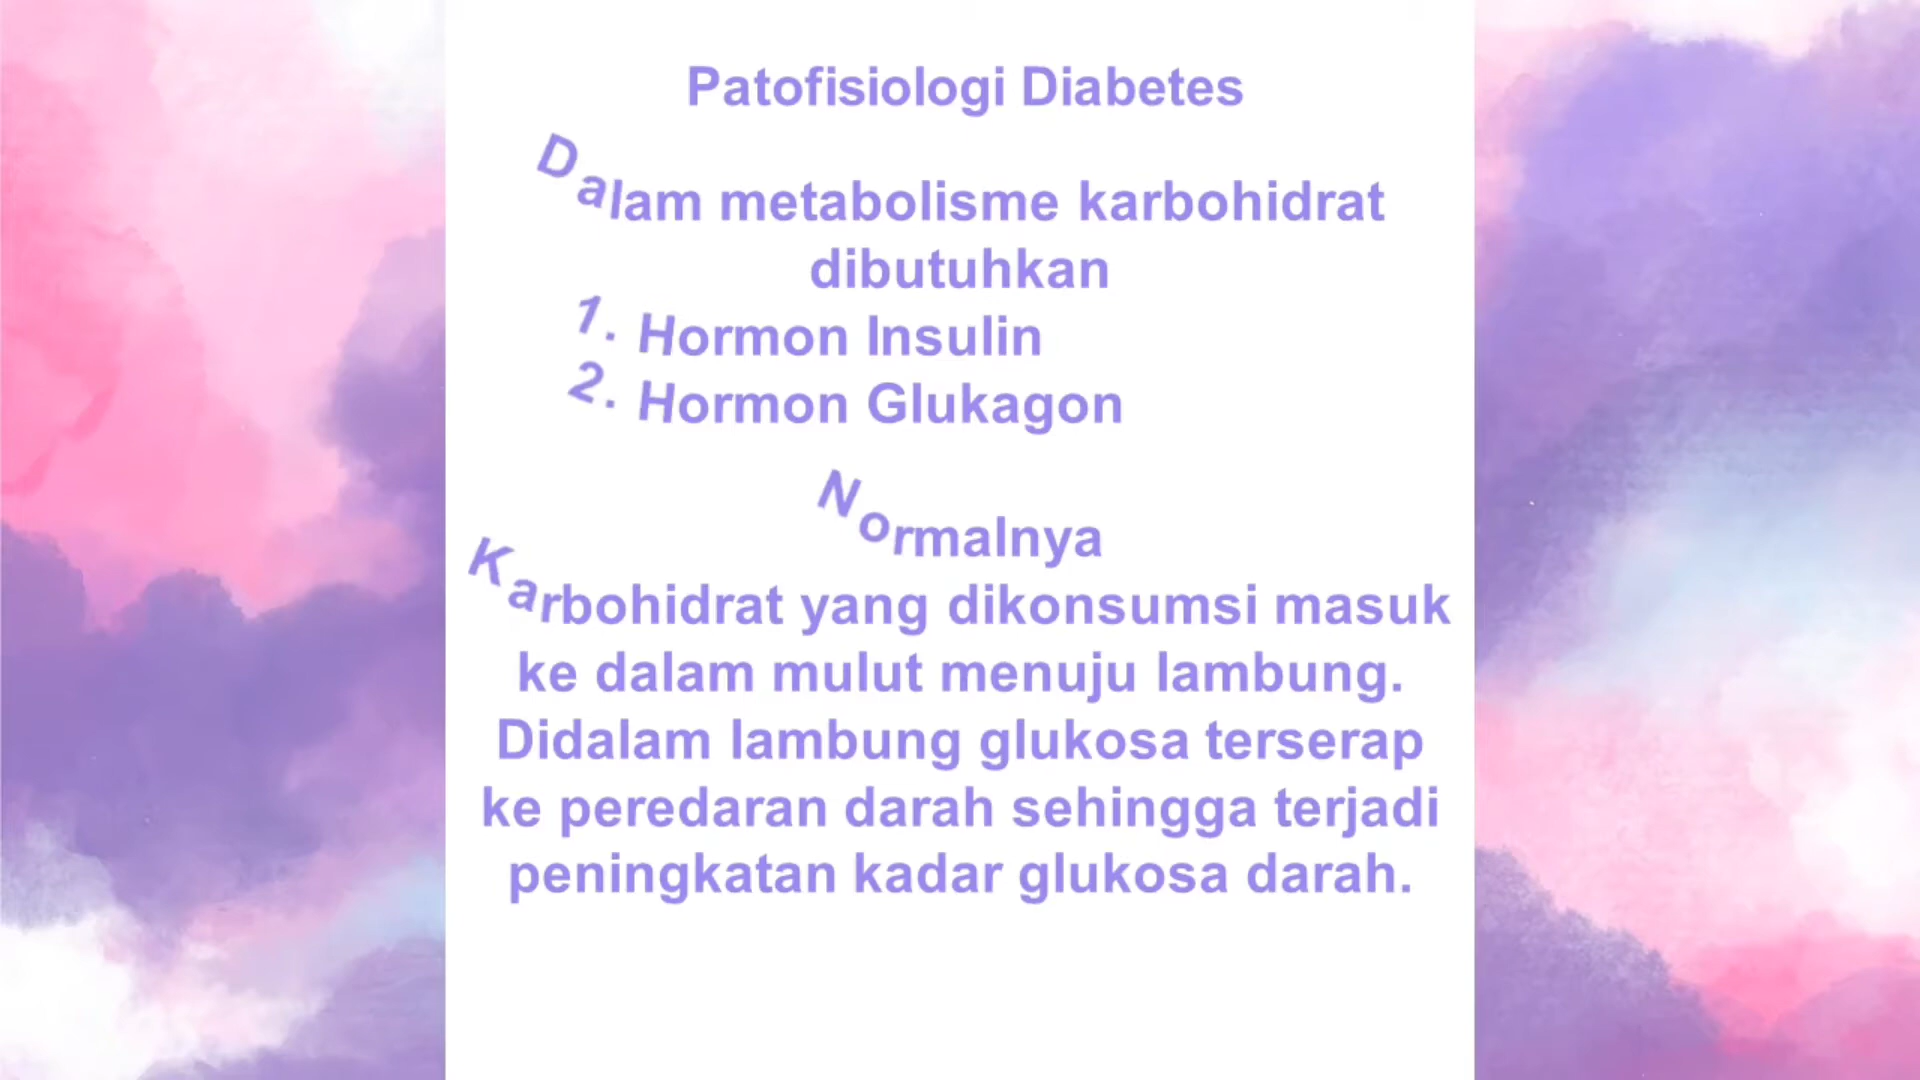 Patofisiologi Diabetes
Dalam metabolisme karbohidrat
dibutuhkan
1. Hormon Insulin
2. Hormon Glukagon
Normalnya
Karbohidrat yang dikonsumsi masuk
ke dalam mulut menuju lambung.
Didalam lambung glukosa terserap
ke peredaran darah sehingga terjadi
peningkatan kadar glukosa darah.